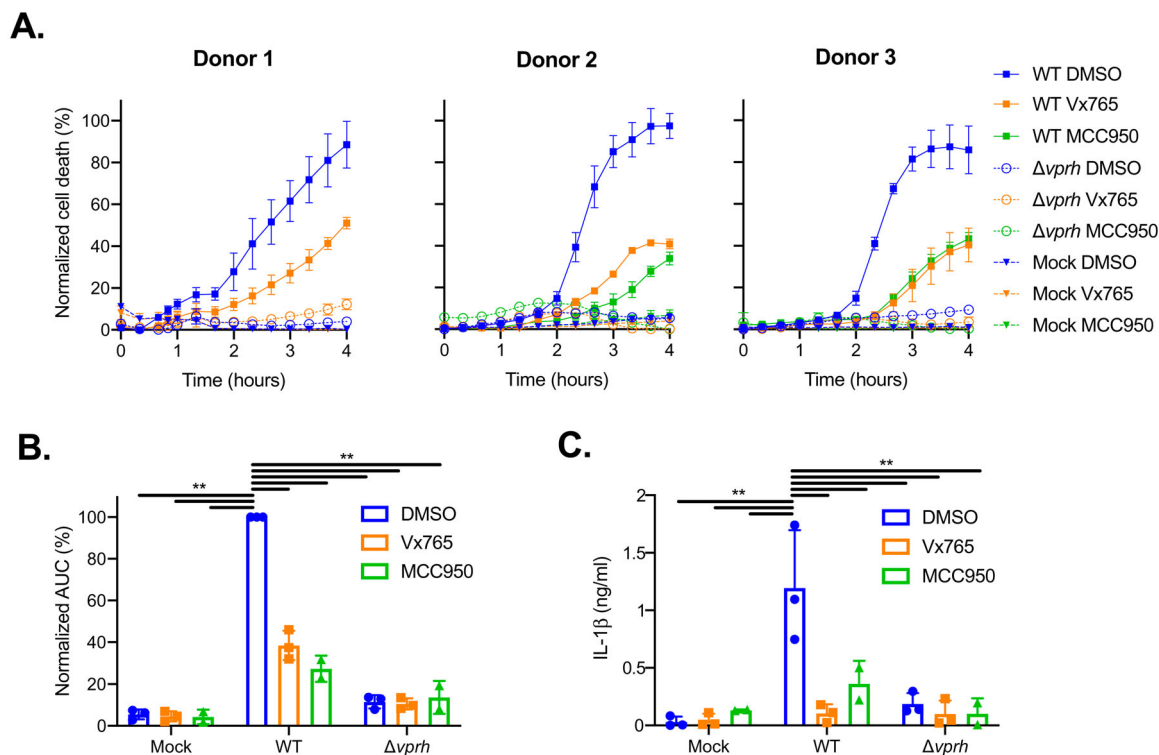 A.
Donor 1
Donor 2
Donor 3
Normalized cell death (%)
100
80
60
40
20
0
0 1 2 3 4
0 1 2 3 4
0 1 2 3 4
Time (hours)
Time (hours)
Time (hours)
WT DMSO
WT Vx765
WT MCC950
Δvprh DMSO
Δvprh Vx765
Δvprh MCC950
Mock DMSO
Mock Vx765
Mock MCC950
B.
**
**
Normalized AUC (%)
100
80
60
40
20
0
DMSO
Vx765
MCC950
Mock WT Δvprh
C.
**
**
IL-1β (ng/ml)
2
1.5
1
0.5
0
DMSO
Vx765
MCC950
Mock WT Δvprh